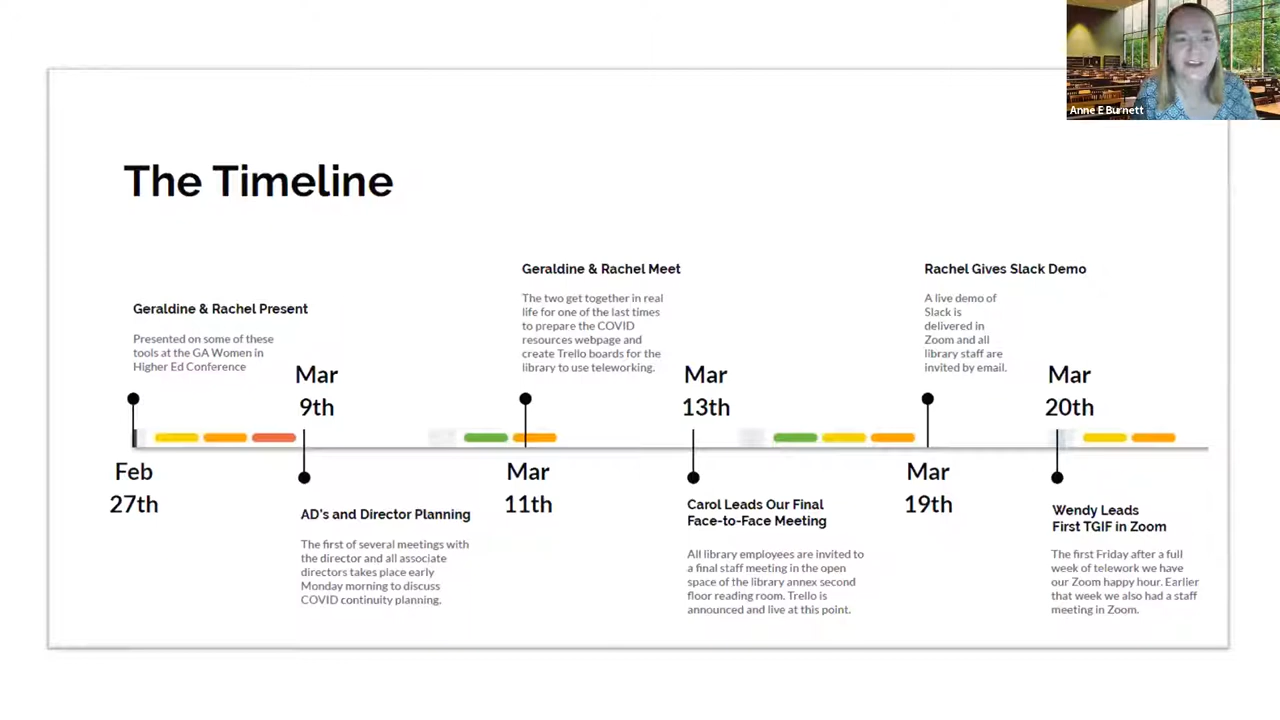 Anne E Burnett
The Timeline
Geraldine & Rachel Present
Presented on some of these
tools at the GA Women in
Higher Ed Conference
Feb
27th
Mar
9th
AD's and Director Planning
The first of several meetings with
the director and all associate
directors takes place early
Monday morning to discuss
COVID continuity planning.
Geraldine & Rachel Meet
The two get together in real
life for one of the last times
to prepare the COVID
resources webpage and
create Trello boards for the
library to use teleworking.
Mar
11th
Mar
13th
Carol Leads Our Final
Face-to-Face Meeting
All library employees are invited to
a final staff meeting in the open
space of the library annex second
floor reading room. Trello is
announced and live at this point.
Rachel Gives Slack Demo
A live demo of
Slack is
delivered in
Zoom and all
library staff are
invited by email.
Mar
19th
Mar
20th
Wendy Leads
First TGIF in Zoom
The first Friday after a full
week of telework we have
our Zoom happy hour. Earlier
that week we also had a staff
meeting in Zoom.